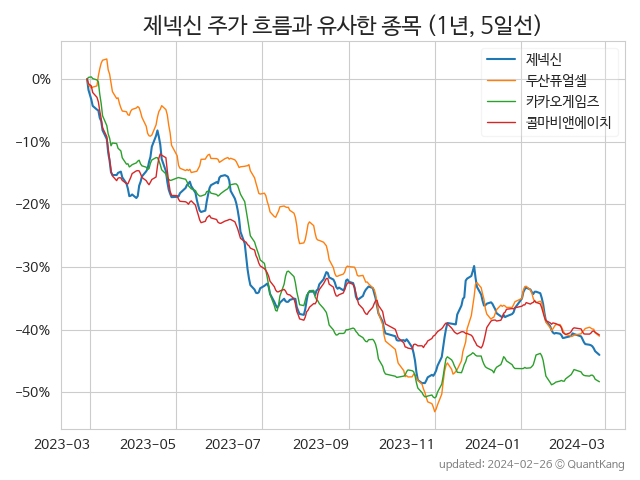 제넥신 주가 흐름과 유사한 종목 (1년, 5일선)
제넥신
두산퓨얼셀
카카오게임즈
콜마비앤에이치
0%
−10%
−20%
−30%
−40%
−50%
2023-03 2023-05 2023-07 2023-09 2023-11 2024-01 2024-03
updated: 2024-02-26 © QuantKang